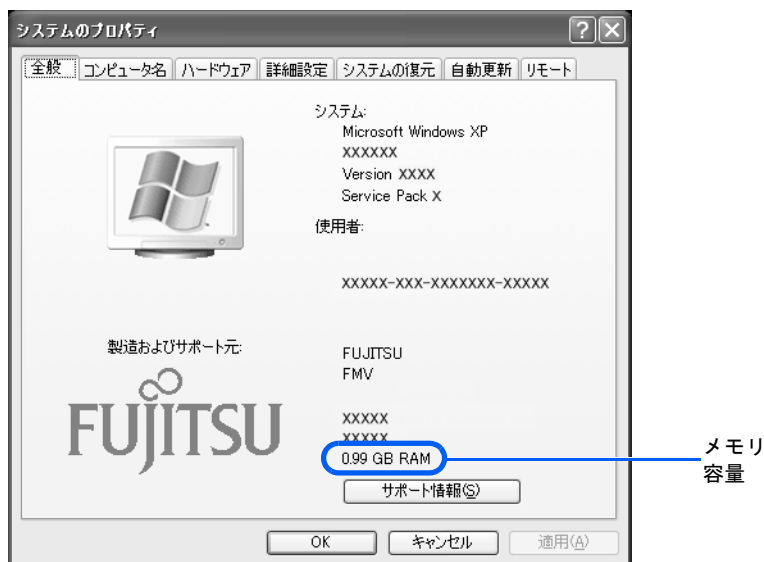 システムのプロパティ
全般 コンピュータ名 ハードウェア 詳細設定 システムの復元 自動更新 リモート
システム:
Microsoft Windows XP
XXXXXX
Version XXXX
Service Pack X
使用者:
XXXXX-XXX-XXXXXXX-XXXXX
製造およびサポート元:
FUJITSU
FMV
FUJITSU
XXXXX
XXXXX
0.99 GB RAM
メモリ
容量
サポート情報(S)
OK キャンセル 適用(A)